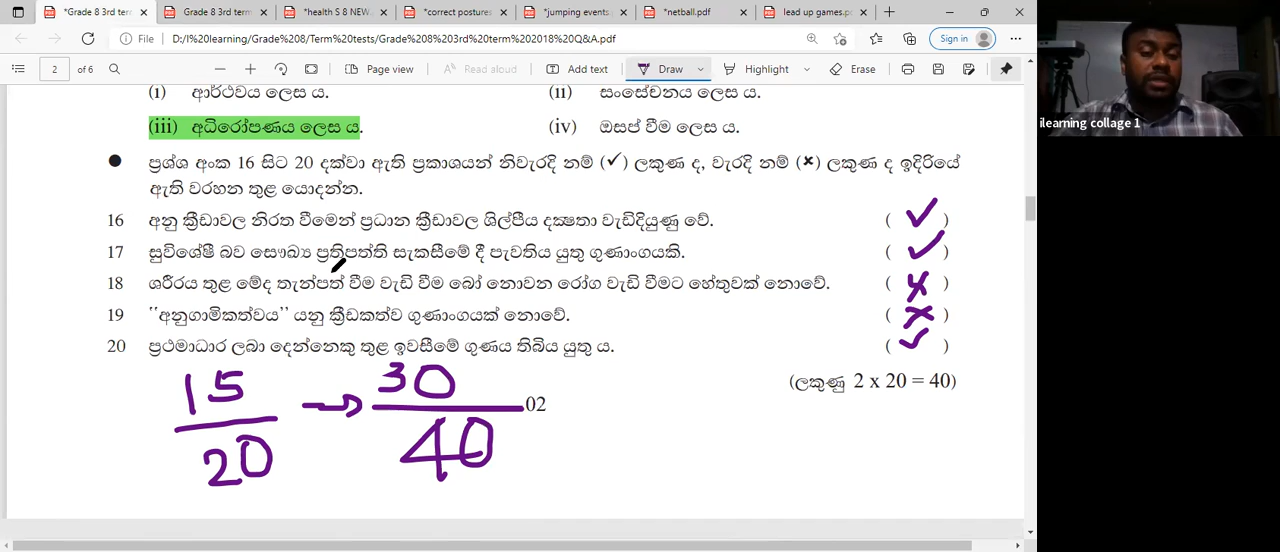 *Grade 8 3rd term Grade 8 3rd term *health S 8 NEW. *correct postures *jumping events *netball.pdf lead up games.pdf
File D:/I%20learning/Grade%208/Term%20tests/Grade%208%203rd%20term%202018%20Q&A.pdf Sign in
2 of 6 Page view Read aloud Add text Draw Highlight Erase
(i) ආර්ථවය ලෙස ය. (ii) සංසේචනය ලෙස ය.
(iii) අධිරෝපණය ලෙස ය. (iv) ඔසප් වීම ලෙස ය.
● ප්‍රශ්ශ අංක 16 සිට 20 දක්වා ඇති ප්‍රකාශයන් නිවැරදි නම් (✓) ලකුණ ද, වැරදි නම් (✗) ලකුණ ද ඉදිරියේ
ඇති වරහන තුළ යොදන්න.
16 අනු ක්‍රීඩාවල නිරත වීමෙන් ප්‍රධාන ක්‍රීඩාවල ශිල්පීය දක්‍ෂතා වැඩිදියුණු වේ. ( ✓ )
17 සුවිශේෂී බව සෞඛ්‍ය ප්‍රතිපත්ති සැකසීමේ දී පැවතිය යුතු ගුණාංගයකි. ( ✓ )
18 ශරීරය තුළ මේද තැන්පත් වීම වැඩි වීම බෝ නොවන රෝග වැඩි වීමට හේතුවක් නොවේ. ( ✗ )
19 ‘‘අනුගාමිකත්වය’’ යනු ක්‍රීඩකත්ව ගුණාංගයක් නොවේ. ( ✗ )
20 ප්‍රථමාධාර ලබා දෙන්නෙකු තුළ ඉවසීමේ ගුණය තිබිය යුතු ය. ( ✓ )
(ලකුණු 2 x 20 = 40)
15 → 30
02
20 40
ilearning collage 1